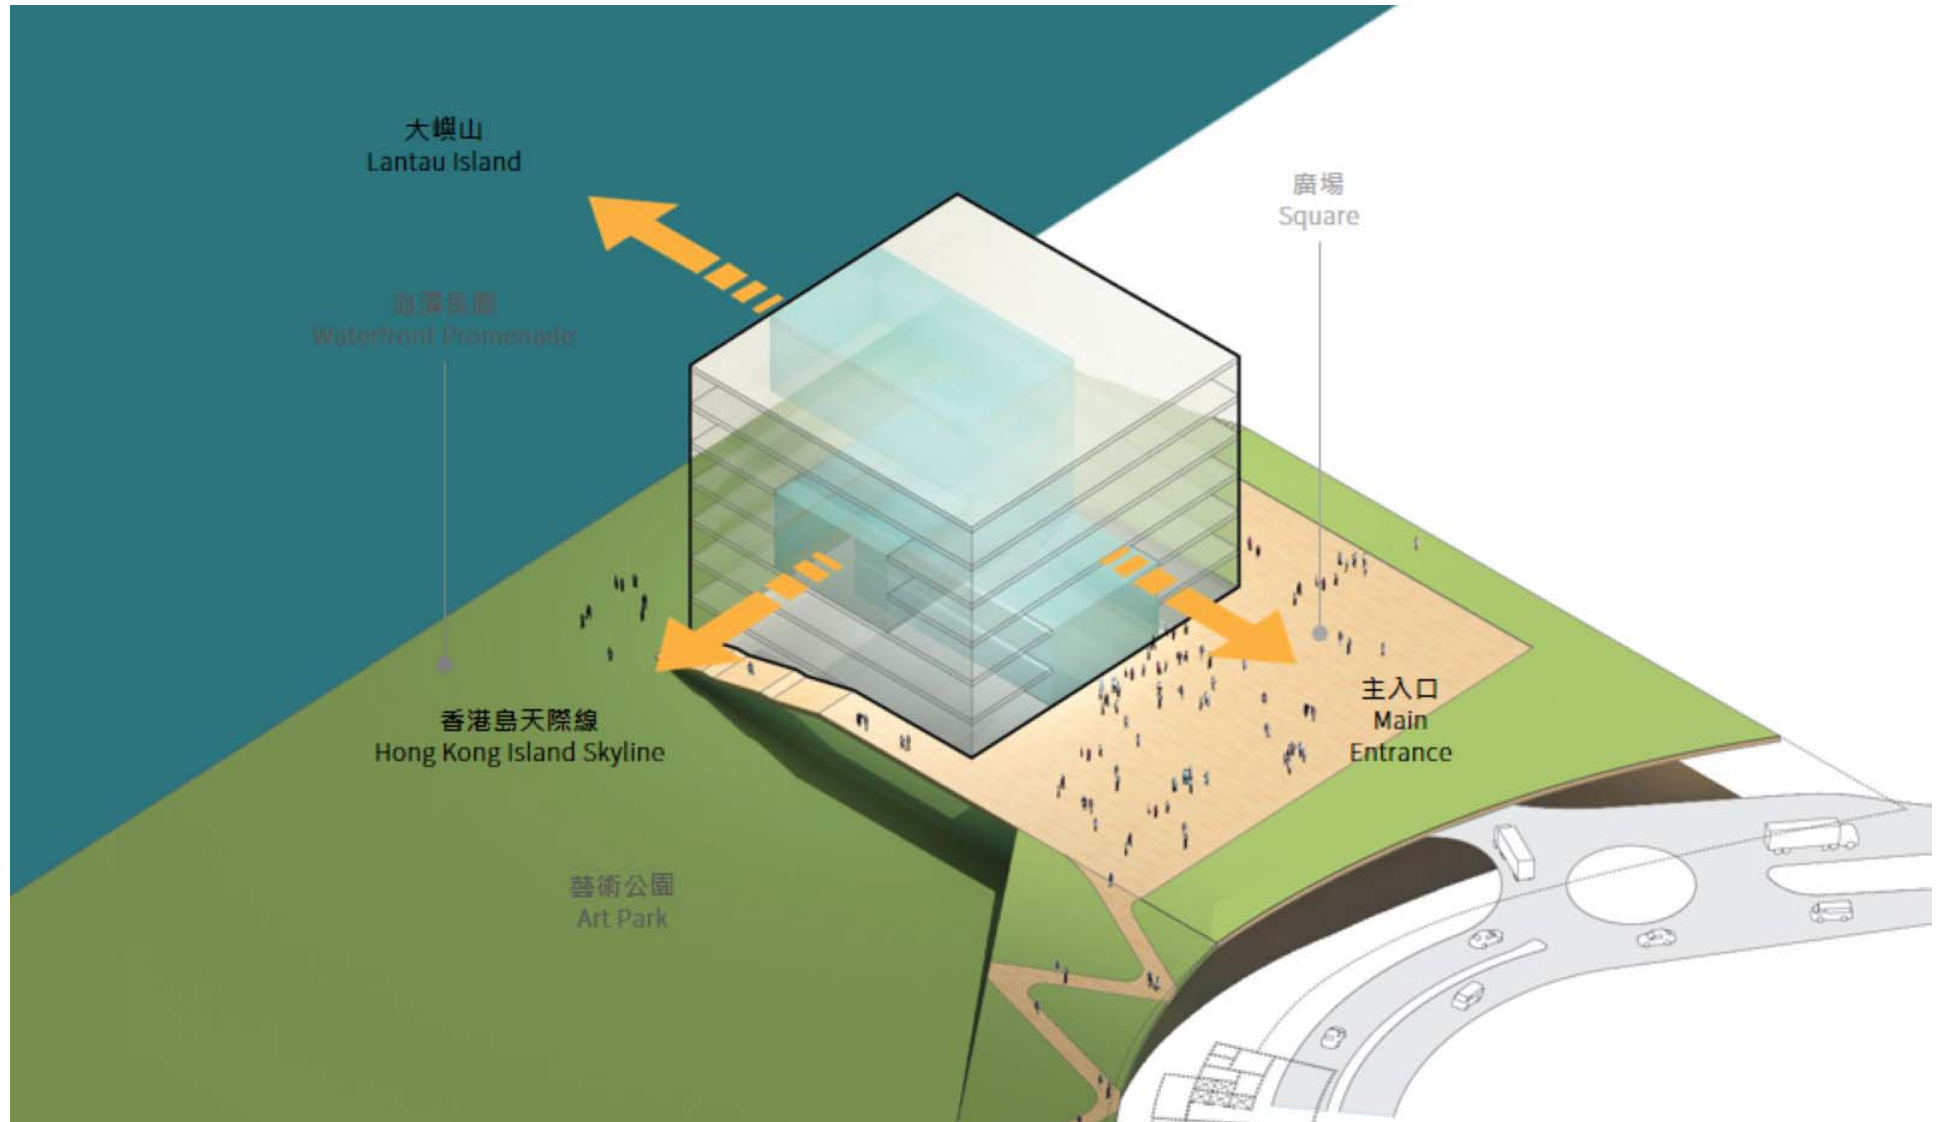 大嶼山
Lantau Island
廣場
Square
海濱長廊
Waterfront Promenade
主入口
Main
Entrance
香港島天際線
Hong Kong Island Skyline
藝術公園
Art Park